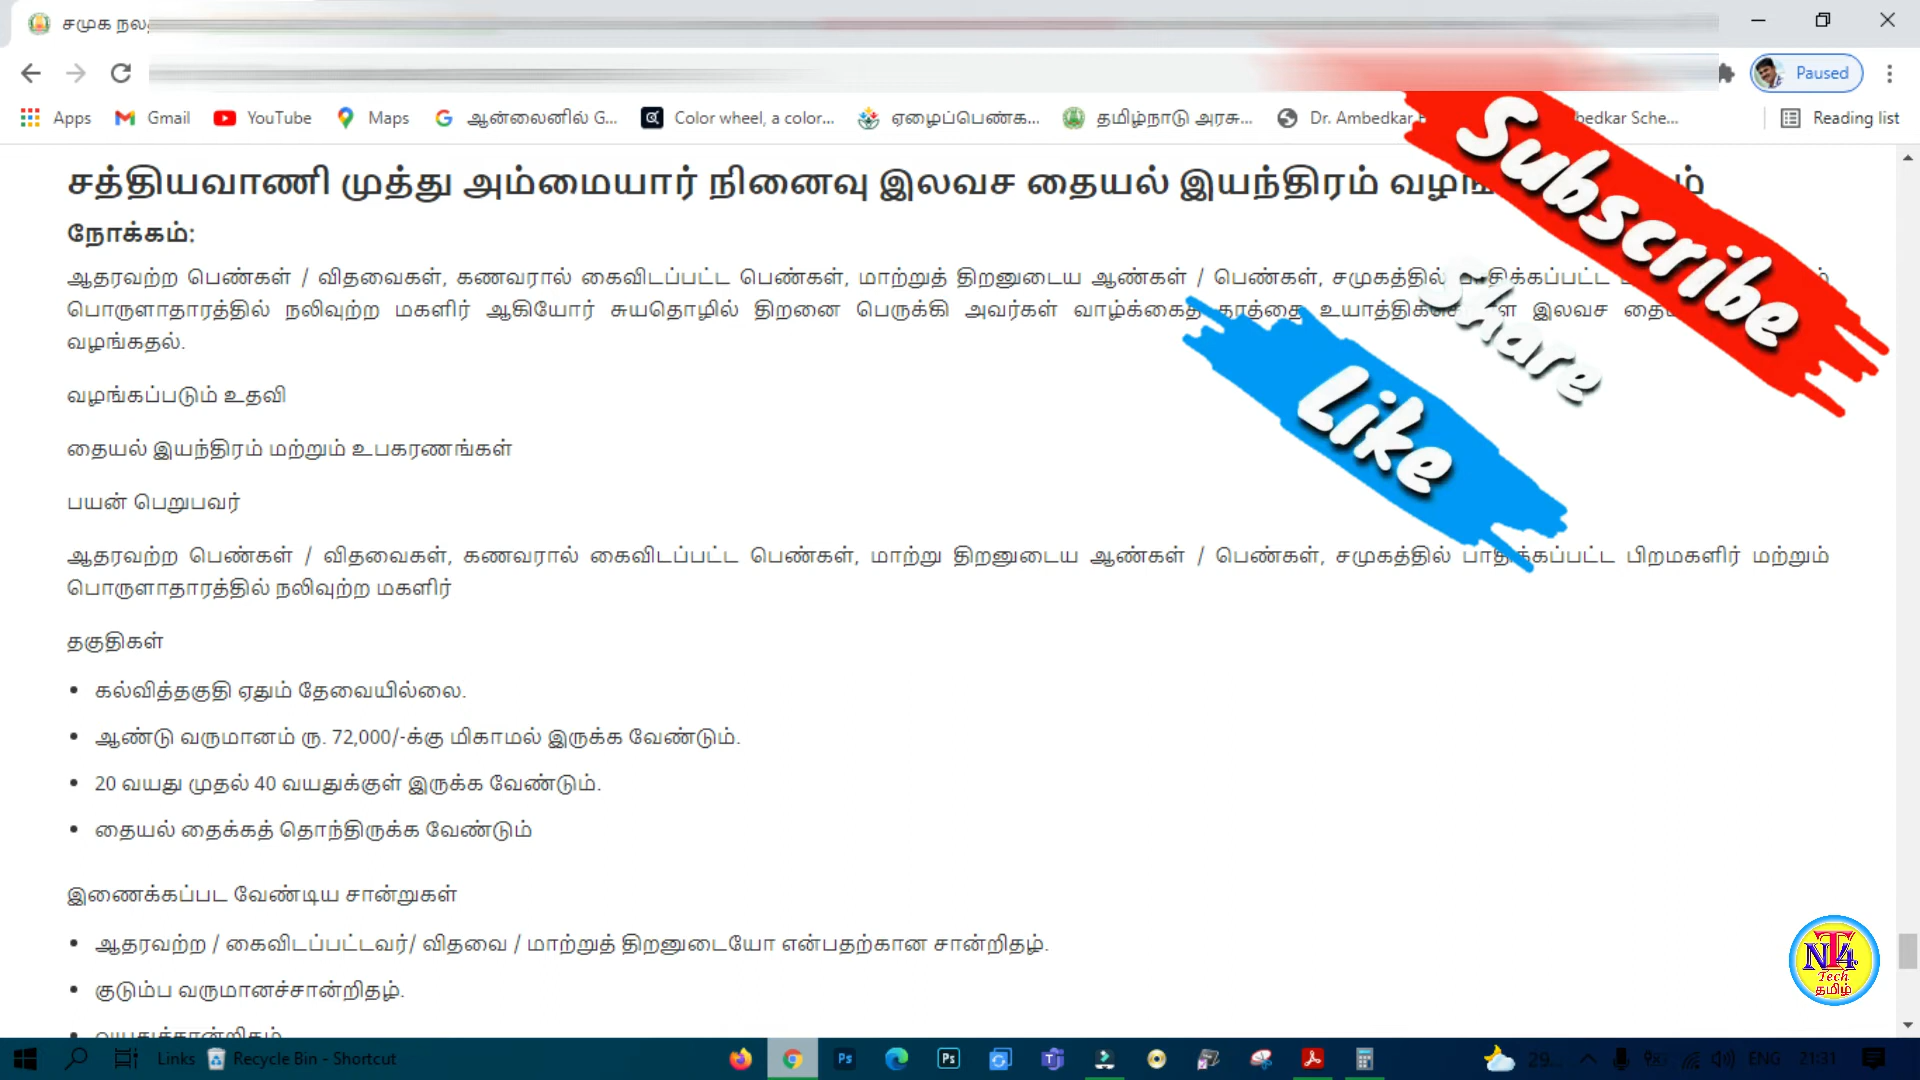 சமுக நல
Paused
Apps Gmail YouTube Maps ஆன்லைனில் G... Color wheel, a color... ஏழைப்பெண்க... தமிழ்நாடு அரசு... Dr. Ambedkar bedkar Sche... Reading list
சத்தியவாணி முத்து அம்மையார் நினைவு இலவச தையல் இயந்திரம்
Subscribe
நோக்கம்:
ஆதரவற்ற பெண்கள் / விதவைகள், கணவரால் கைவிடப்பட்ட பெண்கள், மாற்றுத் திறனுடைய ஆண்கள் / பெண்கள், சமுகத்தில்
பொருளாதாரத்தில் நலிவுற்ற மகளிர் ஆகியோர் சுயதொழில் திறனை பெருக்கி அவர்கள் வாழ்க்கைத் தரத்தை இலவச
வழங்கதல்.
Share
Like
வழங்கப்படும் உதவி
தையல் இயந்திரம் மற்றும் உபகரணங்கள்
பயன் பெறுபவர்
ஆதரவற்ற பெண்கள் / விதவைகள், கணவரால் கைவிடப்பட்ட பெண்கள், மாற்று திறனுடைய ஆண்கள் / பெண்கள், சமுகத்தில் பாதிக்கப்பட்ட பிறமகளிர் மற்றும்
பொருளாதாரத்தில் நலிவுற்ற மகளிர்
தகுதிகள்
• கல்வித்தகுதி ஏதும் தேவையில்லை.
• ஆண்டு வருமானம் ரு. 72,000/-க்கு மிகாமல் இருக்க வேண்டும்.
• 20 வயது முதல் 40 வயதுக்குள் இருக்க வேண்டும்.
• தையல் தைக்கத் தொந்திருக்க வேண்டும்
இணைக்கப்பட வேண்டிய சான்றுகள்
• ஆதரவற்ற / கைவிடப்பட்டவர்/ விதவை / மாற்றுத் திறனுடையோ என்பதற்கான சான்றிதழ்.
• குடும்ப வருமானச்சான்றிதழ்.
NT4
Tech
தமிழ்
Links Recycle Bin - Shortcut Ps Ps 29... ENG 21:31